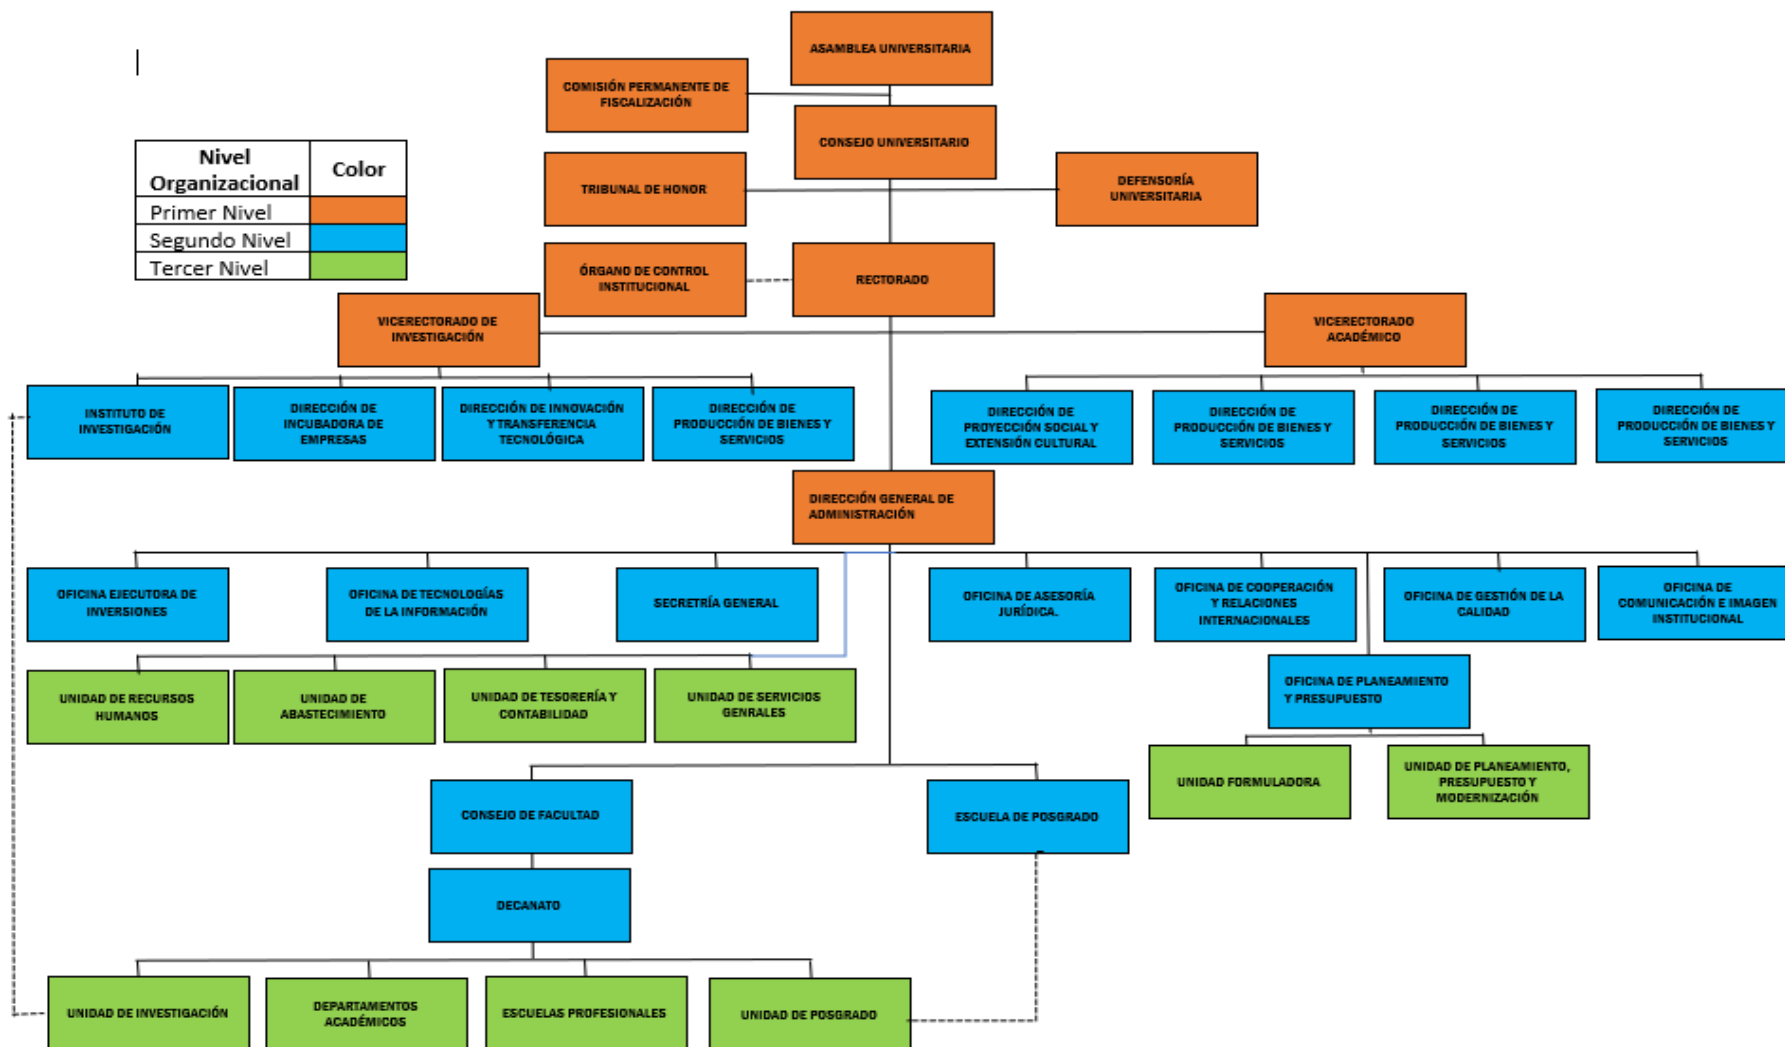 ASAMBLEA UNIVERSITARIA
COMISIÓN PERMANENTE DE
FISCALIZACIÓN
CONSEJO UNIVERSITARIO
Nivel
Organizacional
Color
Primer Nivel
Segundo Nivel
Tercer Nivel
TRIBUNAL DE HONOR
DEFENSORÍA
UNIVERSITARIA
ÓRGANO DE CONTROL
INSTITUCIONAL
RECTORADO
VICERECTORADO DE
INVESTIGACIÓN
VICERECTORADO
ACADÉMICO
INSTITUTO DE
INVESTIGACIÓN
DIRECCIÓN DE
INCUBADORA DE
EMPRESAS
DIRECCIÓN DE INNOVACIÓN
Y TRANSFERENCIA
TECNOLÓGICA
DIRECCIÓN DE
PRODUCCIÓN DE BIENES Y
SERVICIOS
DIRECCIÓN DE
PROYECCIÓN SOCIAL Y
EXTENSIÓN CULTURAL
DIRECCIÓN DE
PRODUCCIÓN DE BIENES Y
SERVICIOS
DIRECCIÓN DE
PRODUCCIÓN DE BIENES Y
SERVICIOS
DIRECCIÓN DE
PRODUCCIÓN DE BIENES Y
SERVICIOS
DIRECCIÓN GENERAL DE
ADMINISTRACIÓN
OFICINA EJECUTORA DE
INVERSIONES
OFICINA DE TECNOLOGÍAS
DE LA INFORMACIÓN
SECRETRÍA GENERAL
OFICINA DE ASESORÍA
JURÍDICA.
OFICINA DE COOPERACIÓN
Y RELACIONES
INTERNACIONALES
OFICINA DE GESTIÓN DE LA
CALIDAD
OFICINA DE
COMUNICACIÓN E IMAGEN
INSTITUCIONAL
UNIDAD DE RECURSOS
HUMANOS
UNIDAD DE
ABASTECIMIENTO
UNIDAD DE TESORERÍA Y
CONTABILIDAD
UNIDAD DE SERVICIOS
GENRALES
OFICINA DE PLANEAMIENTO
Y PRESUPUESTO
UNIDAD FORMULADORA
UNIDAD DE PLANEAMIENTO,
PRESUPUESTO Y
MODERNIZACIÓN
CONSEJO DE FACULTAD
ESCUELA DE POSGRADO
DECANATO
UNIDAD DE INVESTIGACIÓN
DEPARTAMENTOS
ACADÉMICOS
ESCUELAS PROFESIONALES
UNIDAD DE POSGRADO